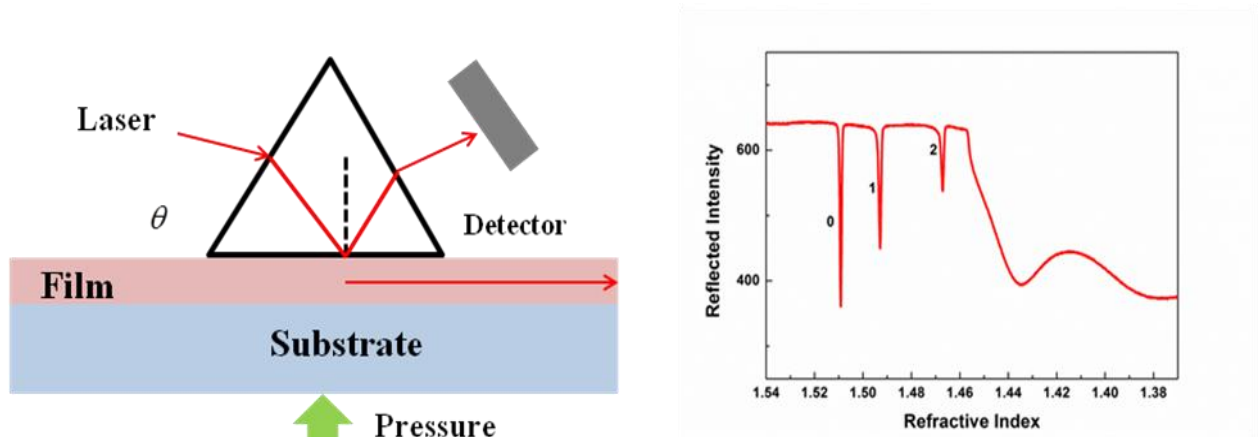 Laser
θ
Detector
Film
Substrate
Pressure
Reflected Intensity
600
400
0
1
2
1.54 1.52 1.50 1.48 1.46 1.44 1.42 1.40 1.38
Refractive Index